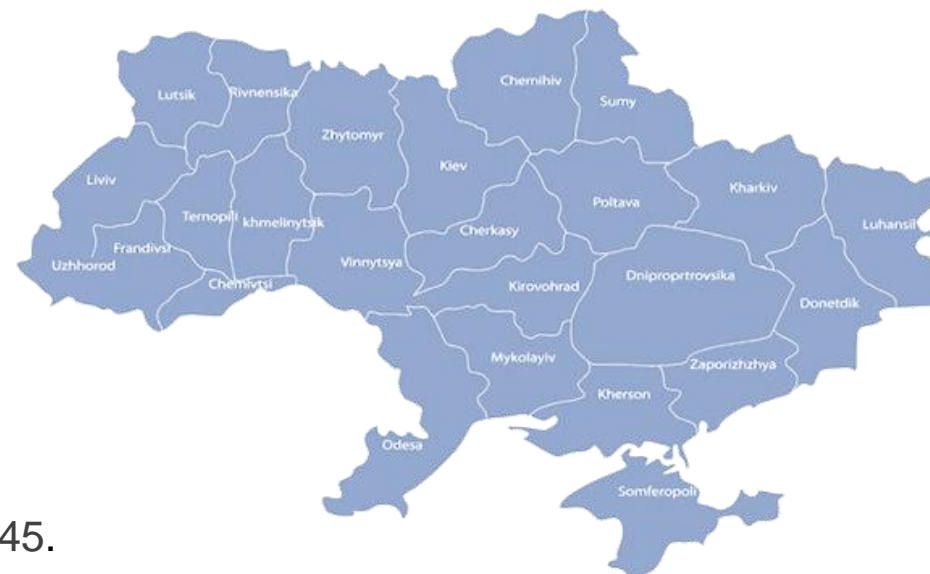 Chernihiv
Lutsik
Rivnensika
Sumy
Zhytomyr
Kiev
Liviv
Kharkiv
Poltava
Ternopili
khmelinytsik
Luhansil
Cherkasy
Frandivsi
Uzhhorod
Vinnytsya
Dniproprtrovsika
Chernivtsi
Kirovohrad
Donetdik
Mykolayiv
Zaporizhzhya
Kherson
Odesa
Somferopoli
45.